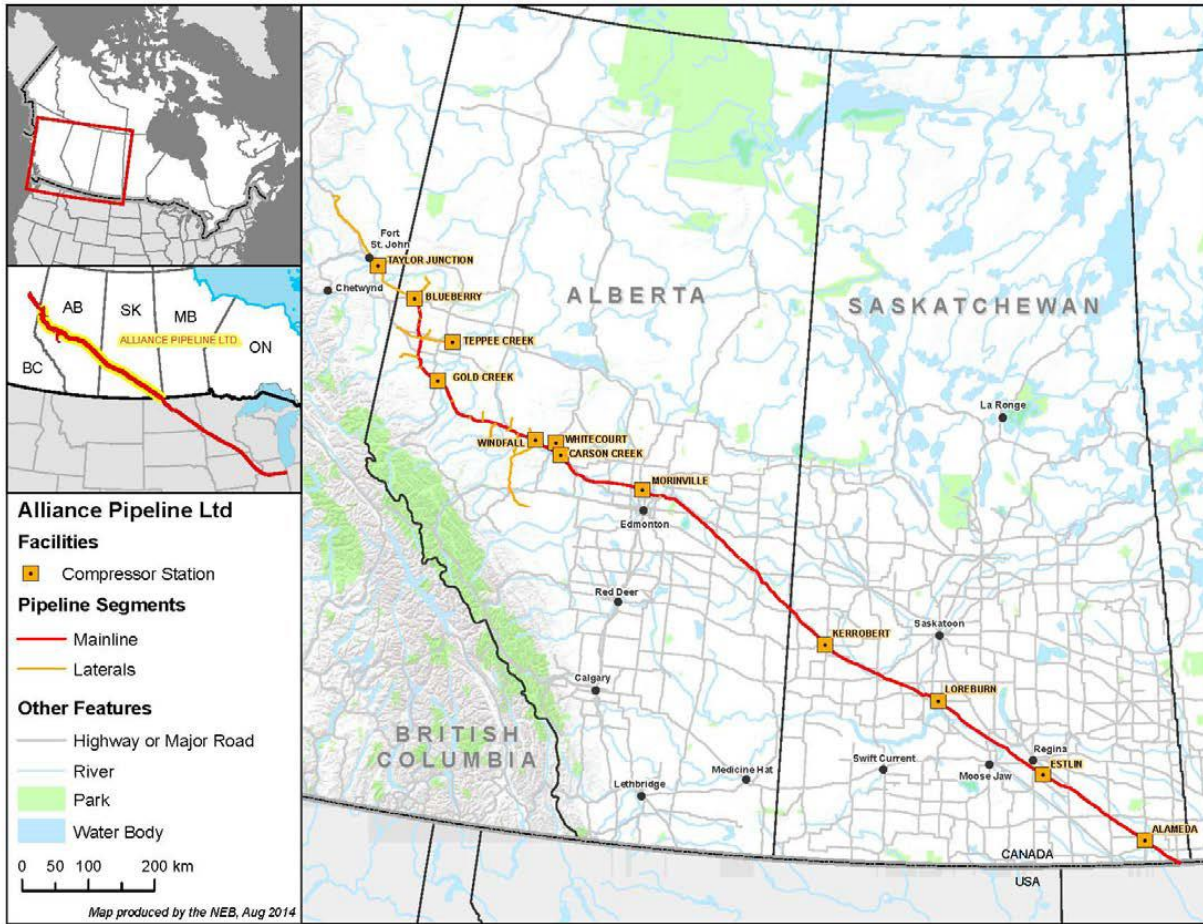 AB
SK
MB
ALLIANCE PIPELINE LTD
ON
BC
Alliance Pipeline Ltd
Facilities
Compressor Station
Pipeline Segments
Mainline
Laterals
Other Features
Highway or Major Road
River
Park
Water Body
0 50 100 200 km
Map produced by the NEB, Aug 2014
Fort
St. John
TAYLOR JUNCTION
Chetwynd
BLUEBERRY
ALBERTA
SASKATCHEWAN
TEPPEE CREEK
GOLD CREEK
La Ronge
WINDFALL
WHITECOURT
CARSON CREEK
MORINVILLE
Edmonton
Red Deer
KERROBERT
Saskatoon
Calgary
LOREBURN
BRITISH
COLUMBIA
Regina
Swift Current
Moose Jaw
ESTLIN
Medicine Hat
Lethbridge
ALAMEDA
CANADA
USA